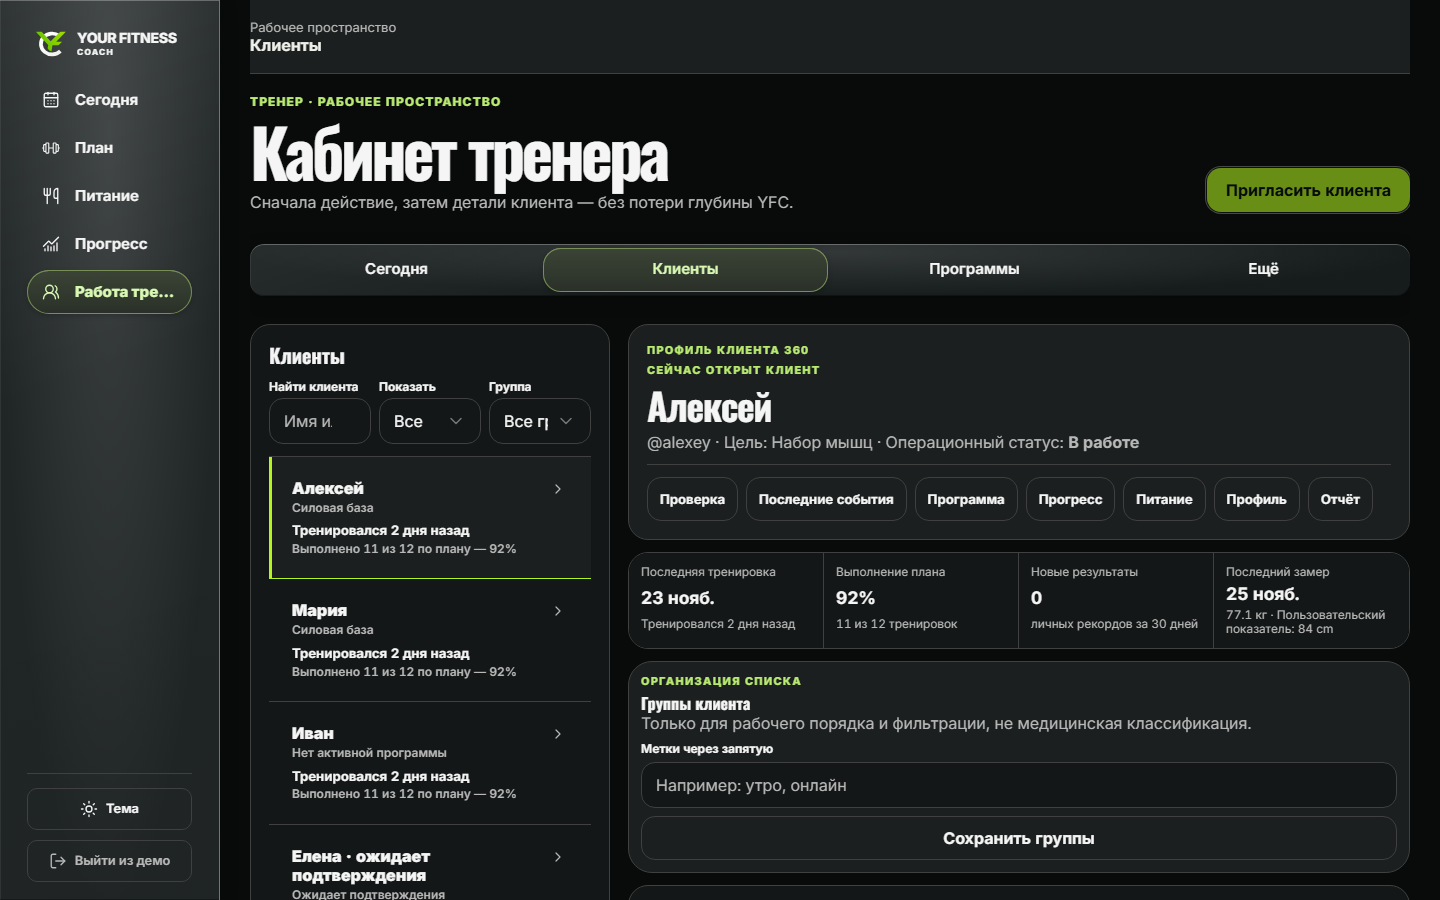 YOUR FITNESS
COACH
Сегодня
План
Питание
Прогресс
Работа тре...
Тема
Выйти из демо
Рабочее пространство
Клиенты
ТРЕНЕР · РАБОЧЕЕ ПРОСТРАНСТВО
Кабинет тренера
Сначала действие, затем детали клиента — без потери глубины YFC.
Пригласить клиента
Сегодня
Клиенты
Программы
Ещё
Клиенты
Найти клиента
Показать
Группа
Имя и
Все
Все гр
Алексей
Силовая база
Тренировался 2 дня назад
Выполнено 11 из 12 по плану — 92%
Мария
Силовая база
Тренировался 2 дня назад
Выполнено 11 из 12 по плану — 92%
Иван
Нет активной программы
Тренировался 2 дня назад
Выполнено 11 из 12 по плану — 92%
Елена · ожидает
подтверждения
Ожидает подтверждения
ПРОФИЛЬ КЛИЕНТА 360
СЕЙЧАС ОТКРЫТ КЛИЕНТ
Алексей
@alexey · Цель: Набор мышц · Операционный статус: В работе
Проверка
Последние события
Программа
Прогресс
Питание
Профиль
Отчёт
Последняя тренировка
23 нояб.
Тренировался 2 дня назад
Выполнение плана
92%
11 из 12 тренировок
Новые результаты
0
личных рекордов за 30 дней
Последний замер
25 нояб.
77.1 кг · Пользовательский
показатель: 84 cm
ОРГАНИЗАЦИЯ СПИСКА
Группы клиента
Только для рабочего порядка и фильтрации, не медицинская классификация.
Метки через запятую
Например: утро, онлайн
Сохранить группы